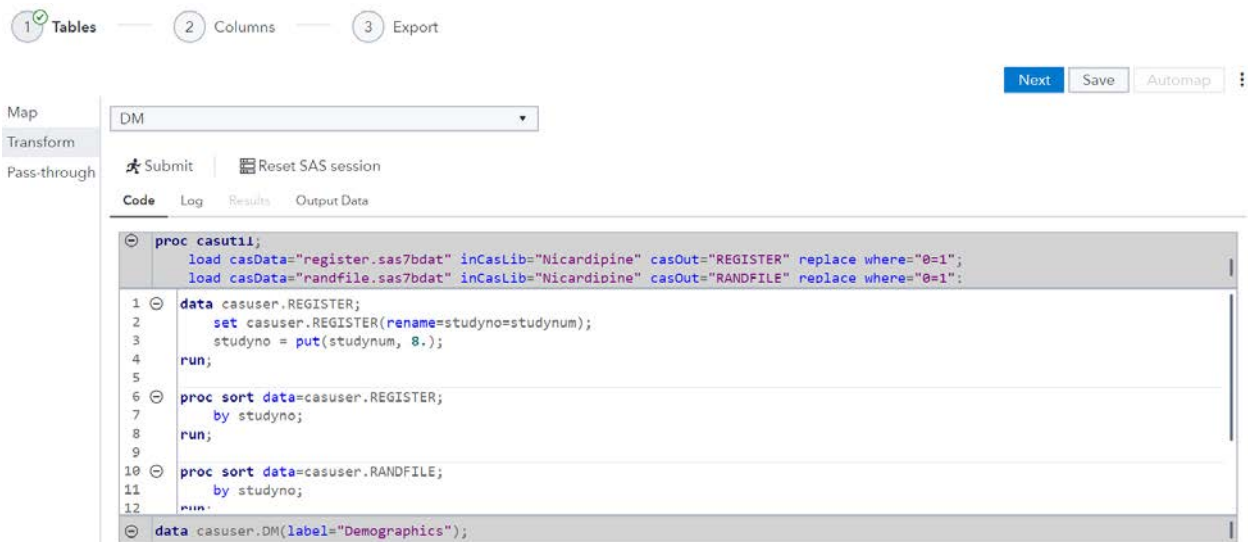 1 Tables 2 Columns 3 Export
Next Save Automap
Map
DM
Transform
Submit Reset SAS session
Pass-through
Code Log Results Output Data
proc casutil;
load casData="register.sas7bdat" inCasLib="Nicardipine" casOut="REGISTER" replace where="0=1";
load casData="randfile.sas7bdat" inCasLib="Nicardipine" casOut="RANDFILE" replace where="0=1";
1 data casuser.REGISTER;
2 set casuser.REGISTER(rename=studyno=studynum);
3 studyno = put(studynum, 8.);
4 run;
5
6 proc sort data=casuser.REGISTER;
7 by studyno;
8 run;
9
10 proc sort data=casuser.RANDFILE;
11 by studyno;
12 run;
data casuser.DM(label="Demographics");